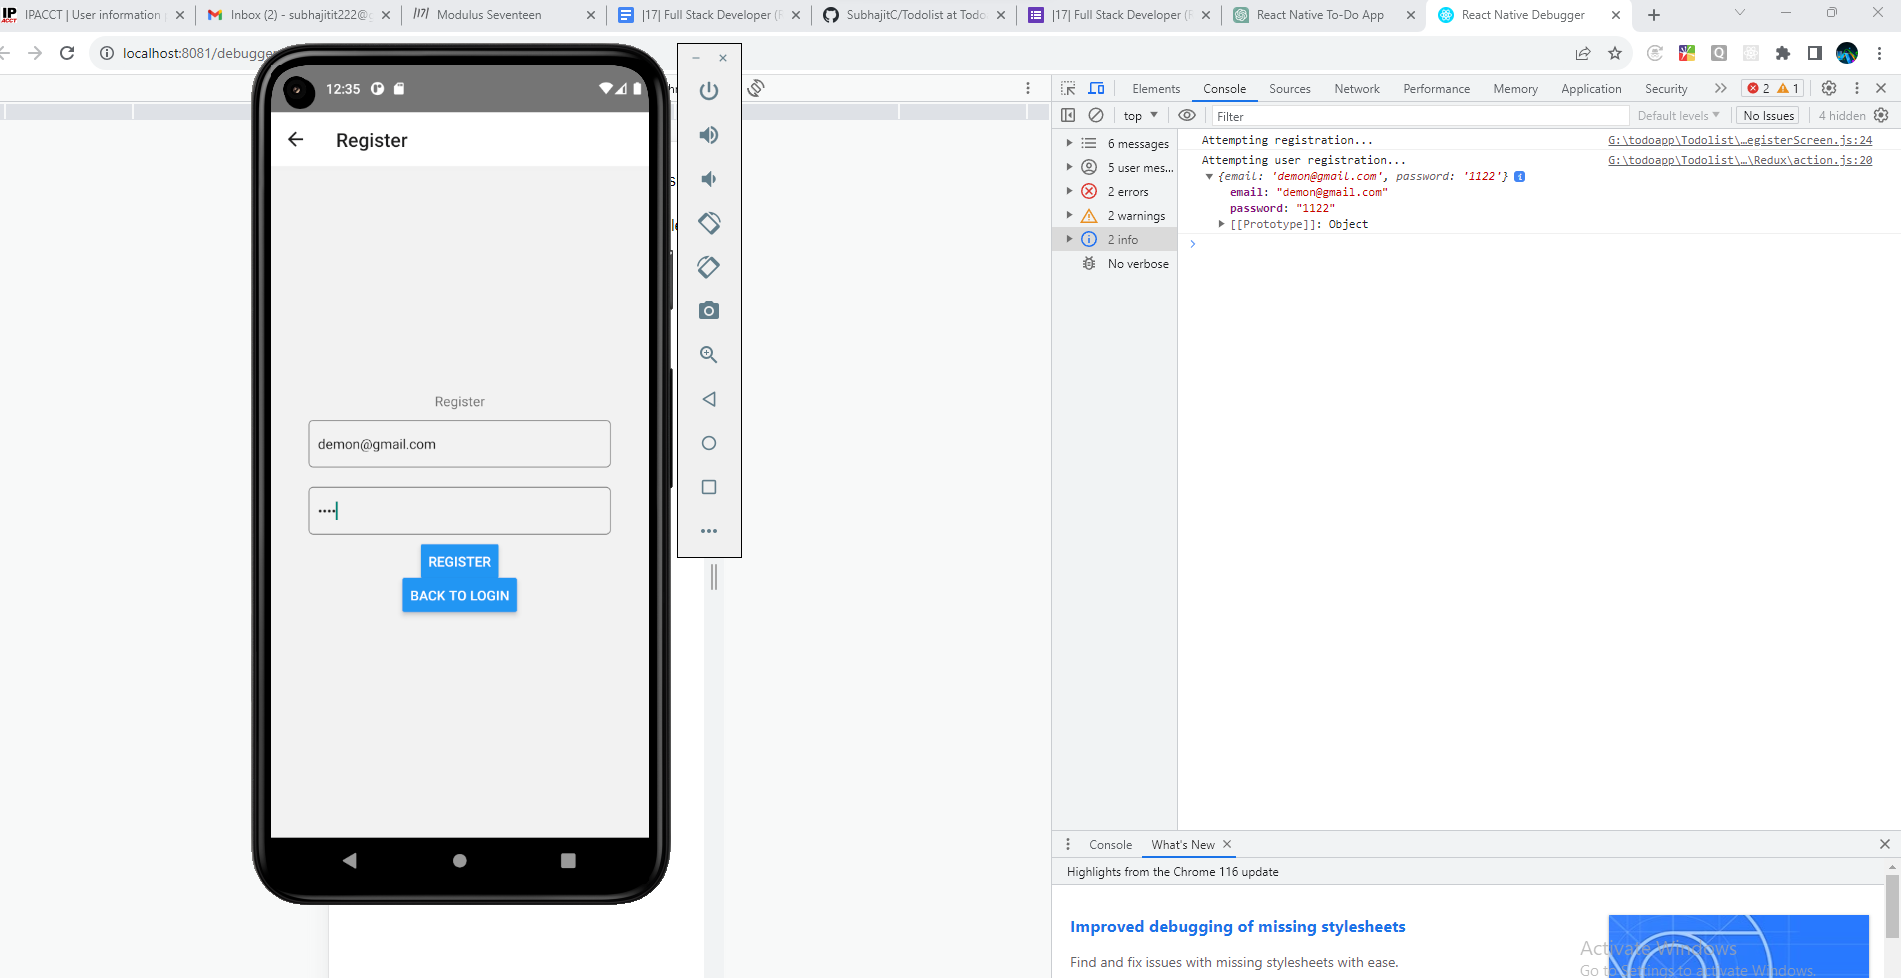 IPACCT | User information
Inbox (2) - subhajitit222@g
Modulus Seventeen
|17| Full Stack Developer (F
SubhajitC/Todolist at Todo
|17| Full Stack Developer (F
React Native To-Do App
React Native Debugger
localhost:8081/debugger
12:35
Register
Register
demon@gmail.com
••••
REGISTER
BACK TO LOGIN
Elements
Console
Sources
Network
Performance
Memory
Application
Security
2
1
top
Filter
Default levels
No Issues
4 hidden
6 messages
5 user mes...
2 errors
2 warnings
2 info
No verbose
Attempting registration... G:\todoapp\Todolist\…egisterScreen.js:24
Attempting user registration... G:\todoapp\Todolist\…\Redux\action.js:20
{email: 'demon@gmail.com', password: '1122'}
email: "demon@gmail.com"
password: "1122"
[[Prototype]]: Object
Console
What's New
Highlights from the Chrome 116 update
Improved debugging of missing stylesheets
Find and fix issues with missing stylesheets with ease.
Activate Windows
Go to Settings to activate Windows.